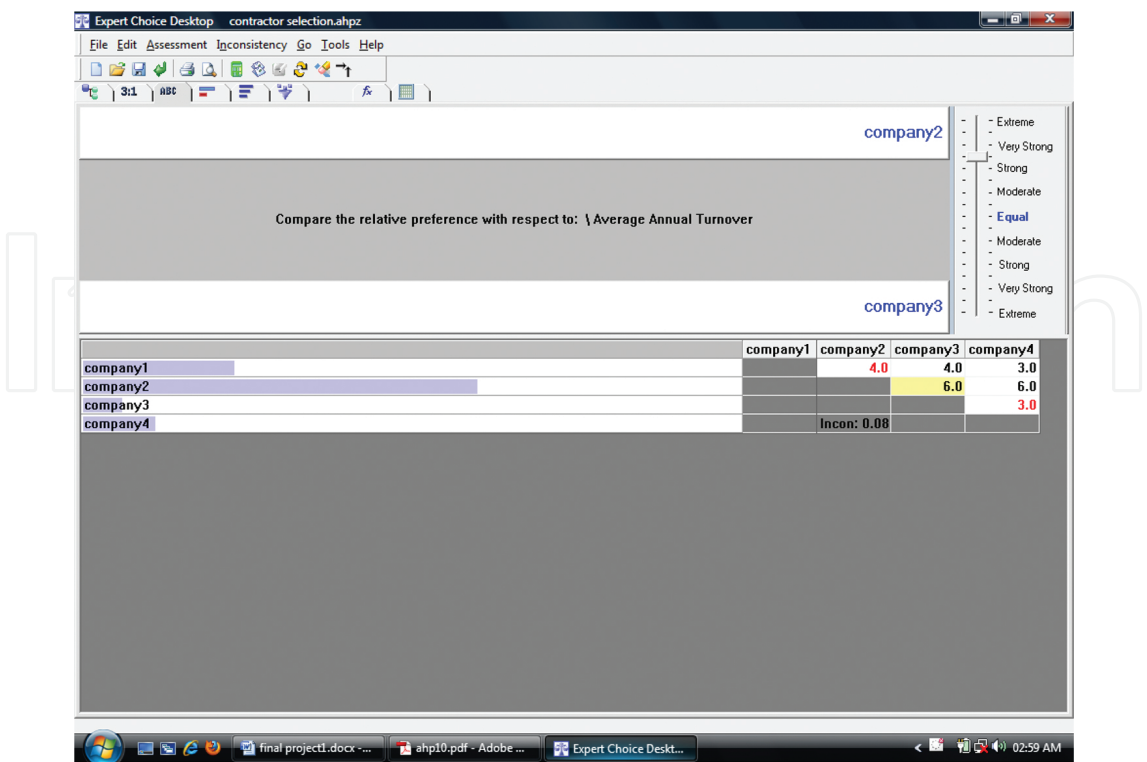 Expert Choice Desktop contractor selection.ahpz
File Edit Assessment Inconsistency Go Tools Help
3:1 ABC fx
company2
Extreme
Very Strong
Strong
Moderate
Equal
Moderate
Strong
Very Strong
Extreme
Compare the relative preference with respect to: \ Average Annual Turnover
company3
company1 company2 company3 company4
company1 4.0 4.0 3.0
company2 6.0 6.0
company3 3.0
company4 Incon: 0.08
final project1.docx -... ahp10.pdf - Adobe ... Expert Choice Deskt... < 02:59 AM